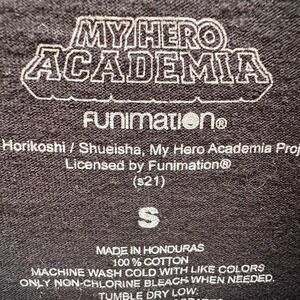 MY HERO
ACADEMIA
FUNIMATION®
Horikoshi / Shueisha, My Hero Academia Proj
Licensed by Funimation®
(s21)
S
MADE IN HONDURAS
100% COTTON
MACHINE WASH COLD WITH LIKE COLORS
ONLY NON-CHLORINE BLEACH WHEN NEEDED.
TUMBLE DRY LOW.